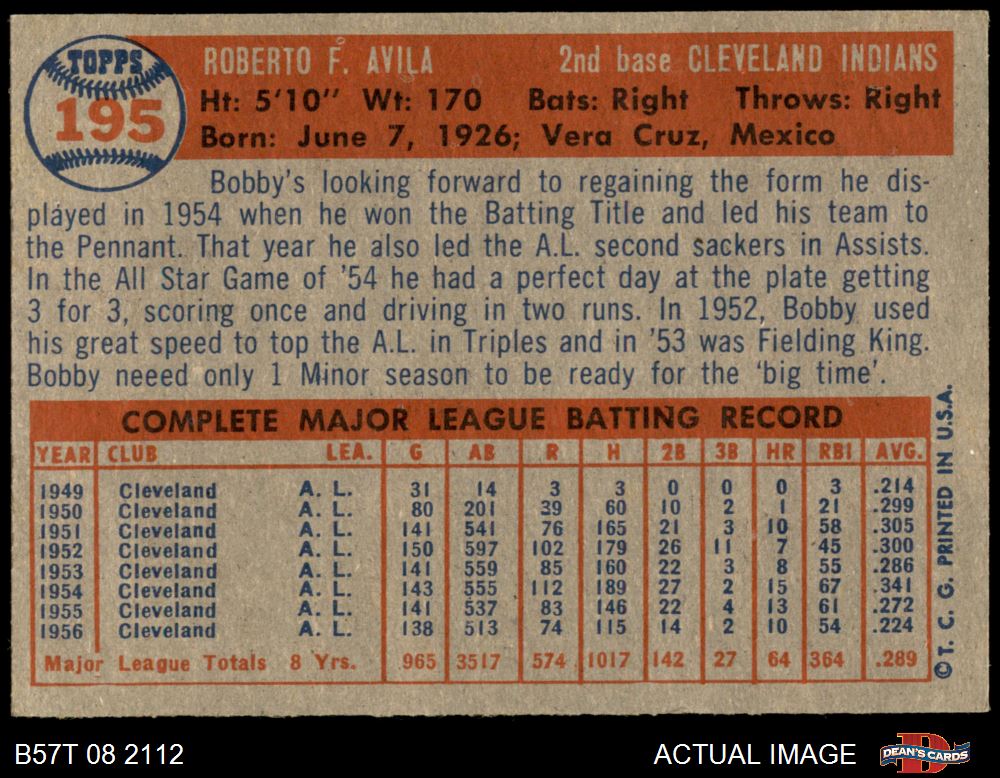 TOPPS
195
ROBERTO F. AVILA 2nd base CLEVELAND INDIANS
Ht: 5'10" Wt: 170 Bats: Right Throws: Right
Born: June 7, 1926; Vera Cruz, Mexico
Bobby's looking forward to regaining the form he dis-
played in 1954 when he won the Batting Title and led his team to
the Pennant. That year he also led the A.L. second sackers in Assists.
In the All Star Game of '54 he had a perfect day at the plate getting
3 for 3, scoring once and driving in two runs. In 1952, Bobby used
his great speed to top the A.L. in Triples and in '53 was Fielding King.
Bobby neeed only 1 Minor season to be ready for the 'big time'.
COMPLETE MAJOR LEAGUE BATTING RECORD
YEAR CLUB LEA. G AB R H 2B 3B HR RBI AVG.
1949 Cleveland A. L. 31 14 3 3 0 0 0 3 .214
1950 Cleveland A. L. 80 201 39 60 10 2 1 21 .299
1951 Cleveland A. L. 141 541 76 165 21 3 10 58 .305
1952 Cleveland A. L. 150 597 102 179 26 11 7 45 .300
1953 Cleveland A. L. 141 559 85 160 22 3 8 55 .286
1954 Cleveland A. L. 143 555 112 189 27 2 15 67 .341
1955 Cleveland A. L. 141 537 83 146 22 4 13 61 .272
1956 Cleveland A. L. 138 513 74 115 14 2 10 54 .224
Major League Totals 8 Yrs. 965 3517 574 1017 142 27 64 364 .289
© T. C. G. PRINTED IN U.S.A.
B57T 08 2112 ACTUAL IMAGE DEAN'S CARDS